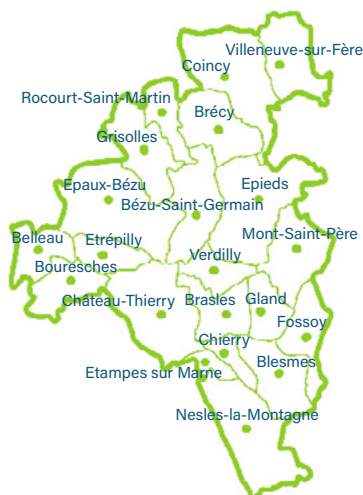 Villeneuve-sur-Fère
Coincy
Rocourt-Saint-Martin
Brécy
Grisolles
Epaux-Bézu
Epieds
Bézu-Saint-Germain
Belleau
Etrépilly
Mont-Saint-Père
Verdilly
Bouresches
Château-Thierry
Brasles
Gland
Fossoy
Chierry
Etampes sur Marne
Blesmes
Nesles-la-Montagne